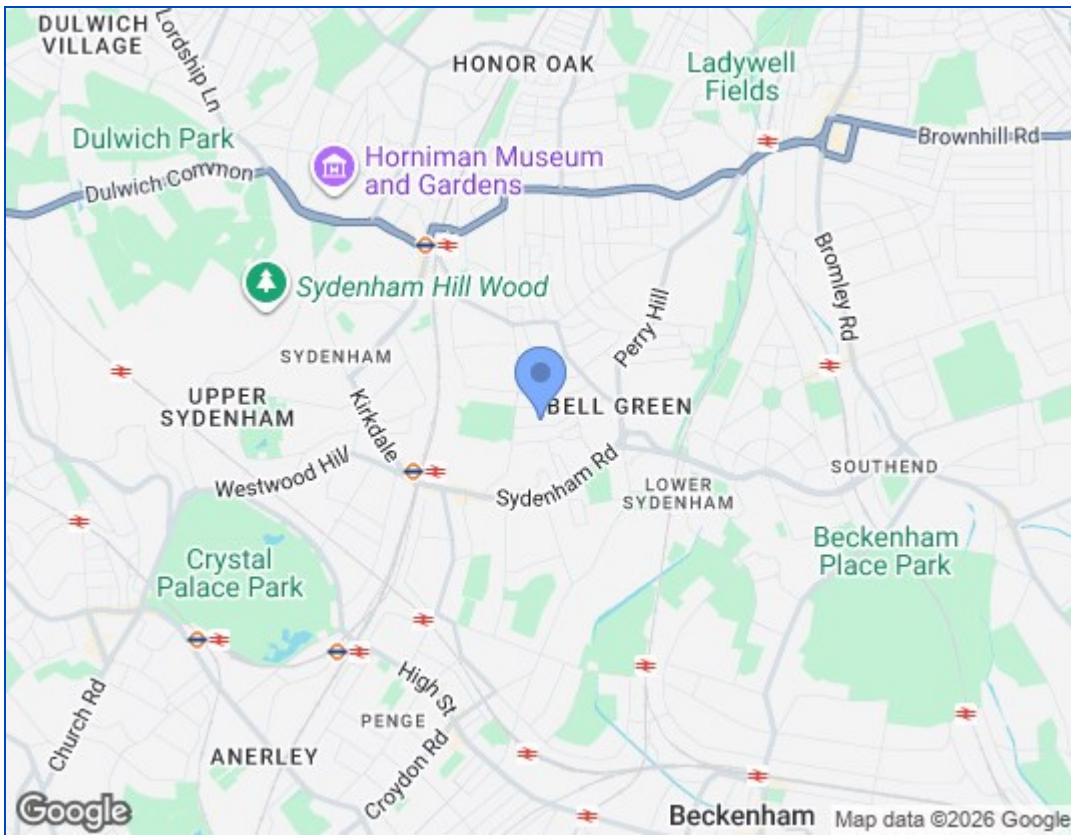 DULWICH
VILLAGE
Lordship Ln
HONOR OAK
Ladywell
Fields
Brownhill Rd
Dulwich Park
Horniman Museum
and Gardens
Dulwich Common
Bromley Rd
Sydenham Hill Wood
Perry Hill
SYDENHAM
UPPER
SYDENHAM
Kirkdale
BELL GREEN
Westwood Hill
Sydenham Rd
SOUTHEND
LOWER
SYDENHAM
Crystal
Palace Park
Beckenham
Place Park
High St
Church Rd
PENGE
ANERLEY
Croydon Rd
Google
Beckenham
Map data ©2026 Google